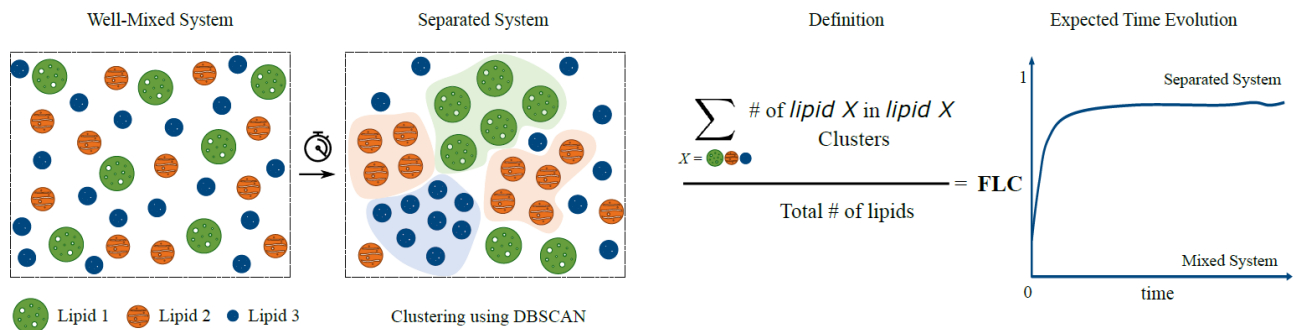 Well-Mixed System
Separated System
Definition
Expected Time Evolution
∑ # of lipid X in lipid X
Clusters
X =
Total # of lipids
= FLC
1
Separated System
Mixed System
0
time
Lipid 1
Lipid 2
Lipid 3
Clustering using DBSCAN